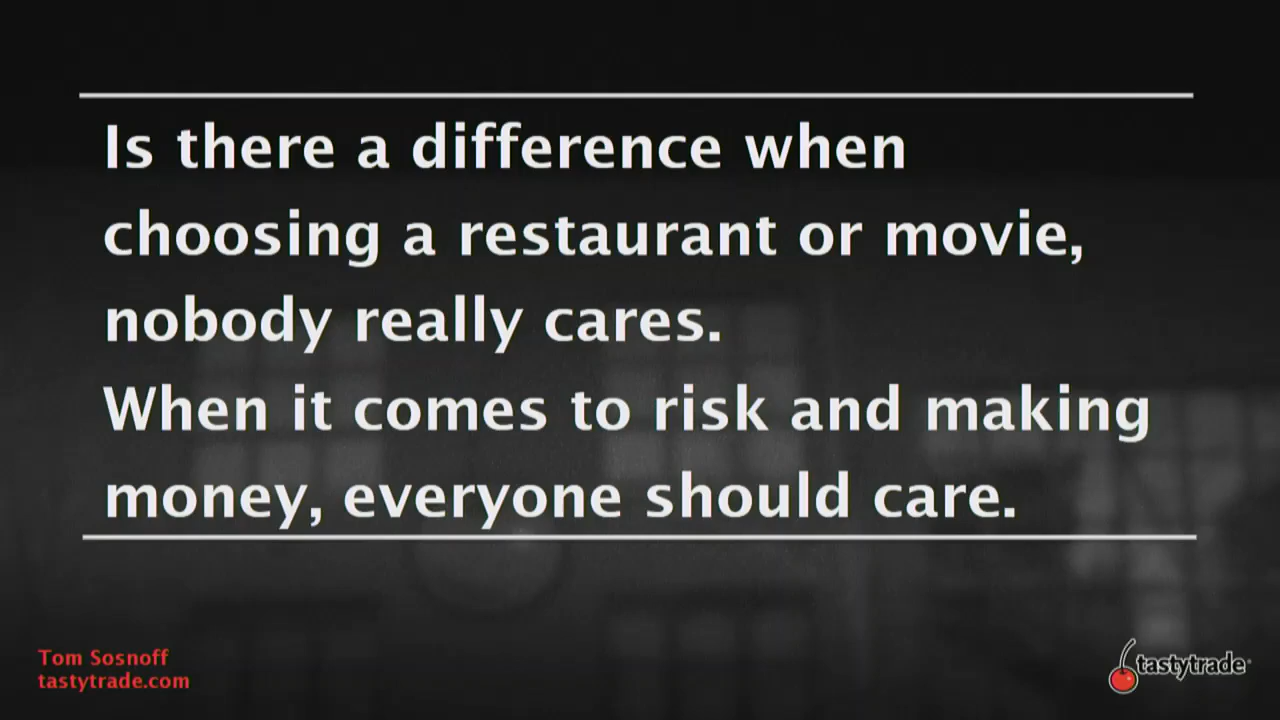 Is there a difference when
choosing a restaurant or movie,
nobody really cares.
When it comes to risk and making
money, everyone should care.
Tom Sosnoff
tastytrade.com
tastytrade